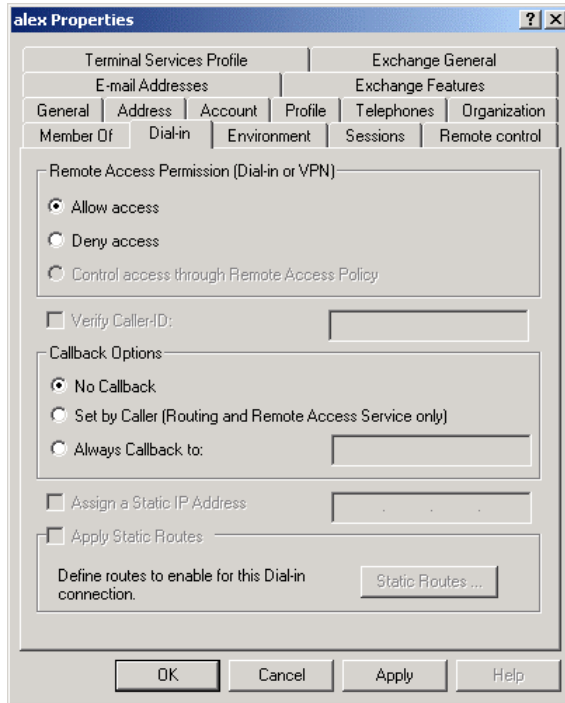 alex Properties
Terminal Services Profile Exchange General
E-mail Addresses Exchange Features
General Address Account Profile Telephones Organization
Member Of Dial-in Environment Sessions Remote control
Remote Access Permission (Dial-in or VPN)
Allow access
Deny access
Control access through Remote Access Policy
Verify Caller-ID:
Callback Options
No Callback
Set by Caller (Routing and Remote Access Service only)
Always Callback to:
Assign a Static IP Address . . .
Apply Static Routes
Define routes to enable for this Dial-in
connection.
Static Routes ...
OK Cancel Apply Help